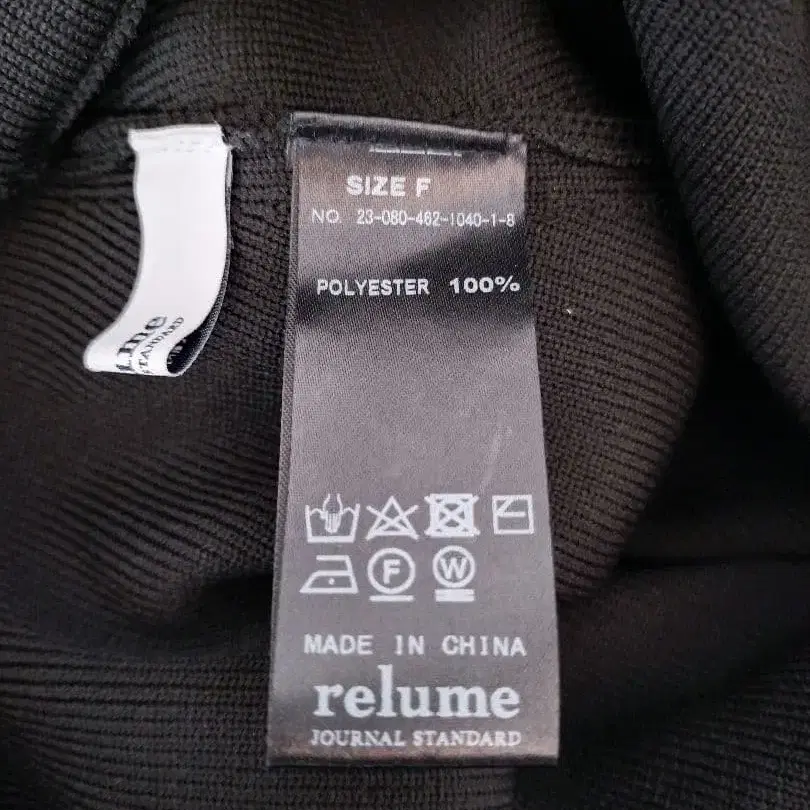 SIZE F
NO. 23-080-462-1040-1-8
POLYESTER 100%
F
W
MADE IN CHINA
relume
JOURNAL STANDARD